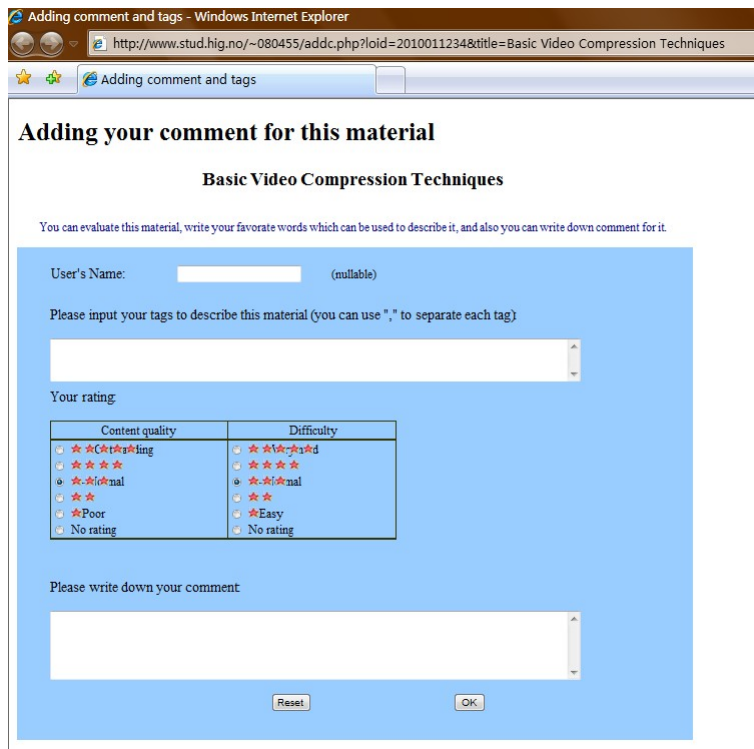 Adding comment and tags - Windows Internet Explorer
http://www.stud.hig.no/~080455/addc.php?loid=2010011234&title=Basic Video Compression Techniques
Adding comment and tags
Adding your comment for this material
Basic Video Compression Techniques
You can evaluate this material, write your favorate words which can be used to describe it, and also you can write down comment for it.
User's Name: (nullable)
Please input your tags to describe this material (you can use "," to separate each tag):
Your rating:
Content quality Difficulty
Poor Easy
No rating No rating
Please write down your comment:
Reset OK